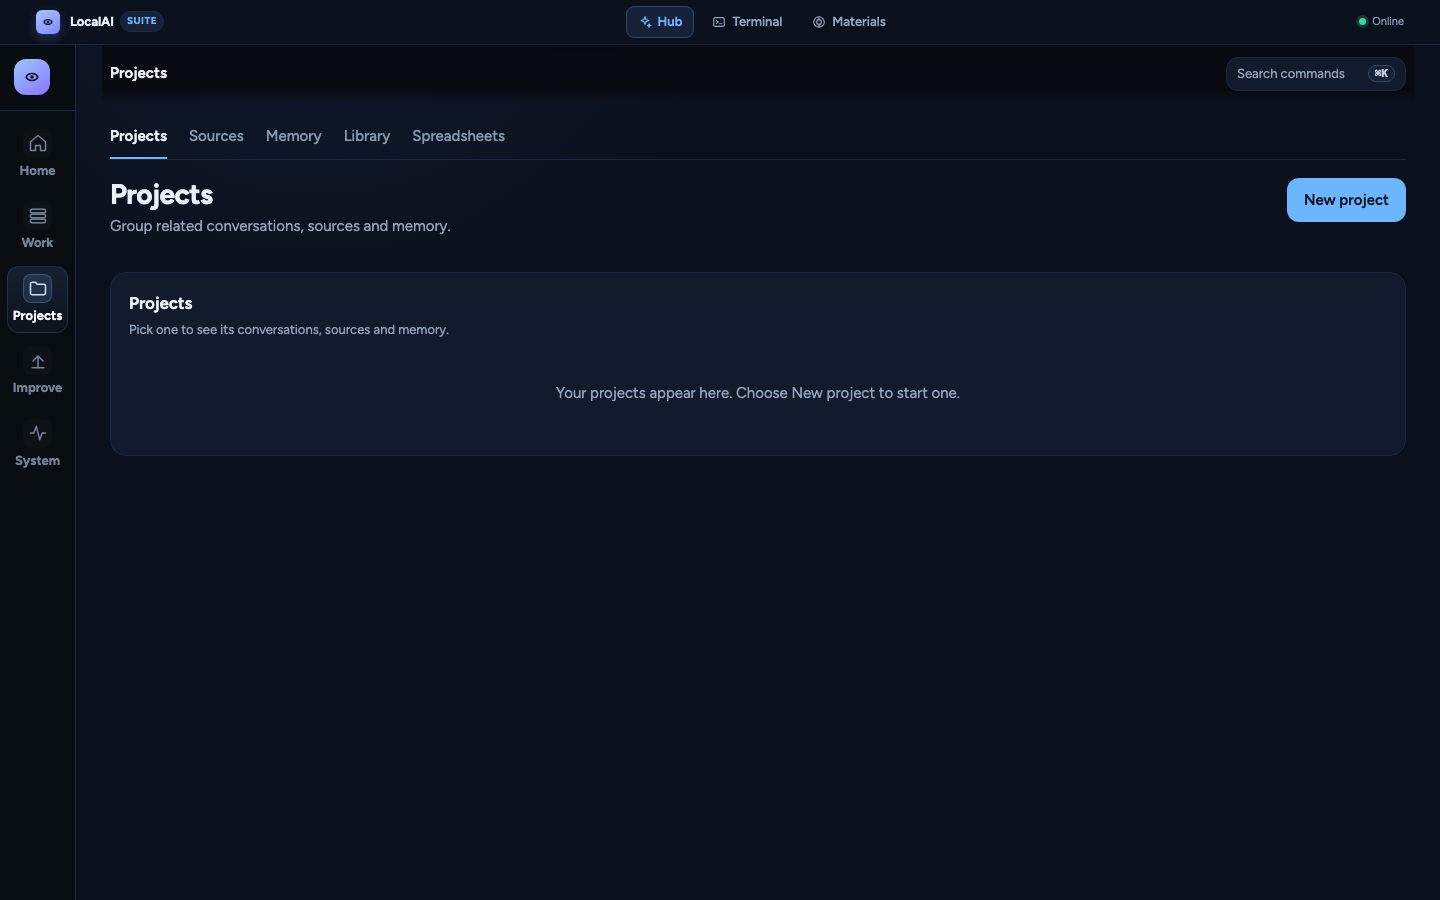 LocalAI SUITE Hub Terminal Materials Online
Projects Search commands ⌘K
Projects Sources Memory Library Spreadsheets
Projects
New project
Group related conversations, sources and memory.
Projects
Pick one to see its conversations, sources and memory.
Your projects appear here. Choose New project to start one.
Home
Work
Projects
Improve
System